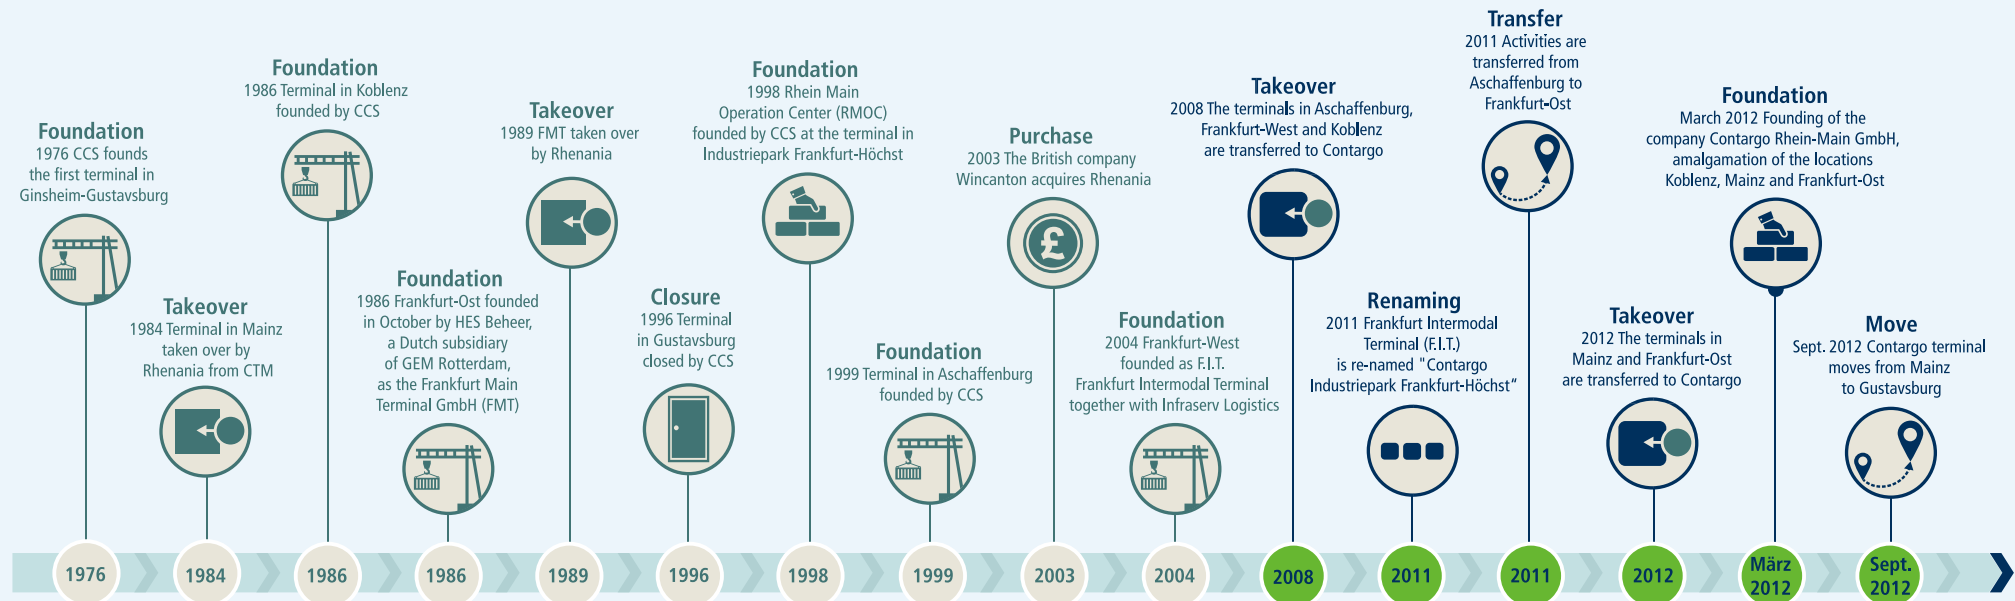 Foundation
1976 CCS founds
the first terminal in
Ginsheim-Gustavsburg
Takeover
1984 Terminal in Mainz
taken over by
Rhenania from CTM
Foundation
1986 Terminal in Koblenz
founded by CCS
Foundation
1986 Frankfurt-Ost founded
in October by HES Beheer,
a Dutch subsidiary
of GEM Rotterdam,
as the Frankfurt Main
Terminal GmbH (FMT)
Takeover
1989 FMT taken over
by Rhenania
Closure
1996 Terminal
in Gustavsburg
closed by CCS
Foundation
1998 Rhein Main
Operation Center (RMOC)
founded by CCS at the terminal in
Industriepark Frankfurt-Höchst
Foundation
1999 Terminal in Aschaffenburg
founded by CCS
Purchase
2003 The British company
Wincanton acquires Rhenania
£
Foundation
2004 Frankfurt-West
founded as F.I.T.
Frankfurt Intermodal Terminal
together with Infraserv Logistics
Takeover
2008 The terminals in Aschaffenburg,
Frankfurt-West and Koblenz
are transferred to Contargo
Renaming
2011 Frankfurt Intermodal
Terminal (F.I.T.)
is re-named "Contargo
Industriepark Frankfurt-Höchst“
Transfer
2011 Activities are
transferred from
Aschaffenburg to
Frankfurt-Ost
Takeover
2012 The terminals in
Mainz and Frankfurt-Ost
are transferred to Contargo
Foundation
March 2012 Founding of the
company Contargo Rhein-Main GmbH,
amalgamation of the locations
Koblenz, Mainz and Frankfurt-Ost
Move
Sept. 2012 Contargo terminal
moves from Mainz
to Gustavsburg
1976
1984
1986
1986
1989
1996
1998
1999
2003
2004
2008
2011
2011
2012
März
2012
Sept.
2012